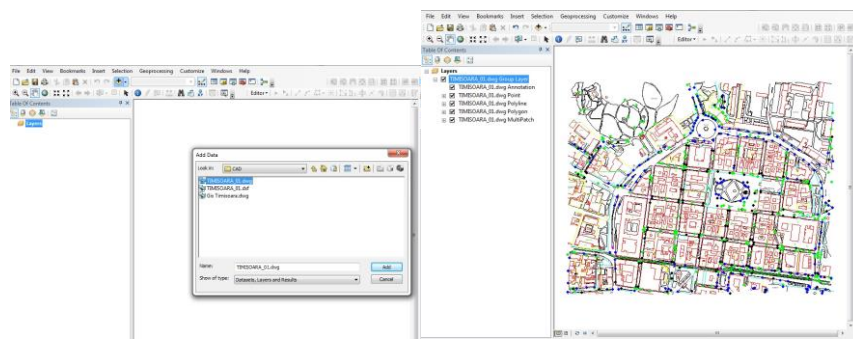 File Edit View Bookmarks Insert Selection Geoprocessing Customize Windows Help
Editor
Table Of Contents
Layers
Add Data
Look in: CAD
TIMISOARA_01.dwg
TIMISOARA_01.dxf
Gis Timisoara.dwg
Name: TIMISOARA_01.dwg Add
Show of type: Datasets, Layers and Results Cancel
File Edit View Bookmarks Insert Selection Geoprocessing Customize Windows Help
Editor
Table Of Contents
Layers
TIMISOARA_01.dwg Group Layer
TIMISOARA_01.dwg Annotation
TIMISOARA_01.dwg Point
TIMISOARA_01.dwg Polyline
TIMISOARA_01.dwg Polygon
TIMISOARA_01.dwg MultiPatch